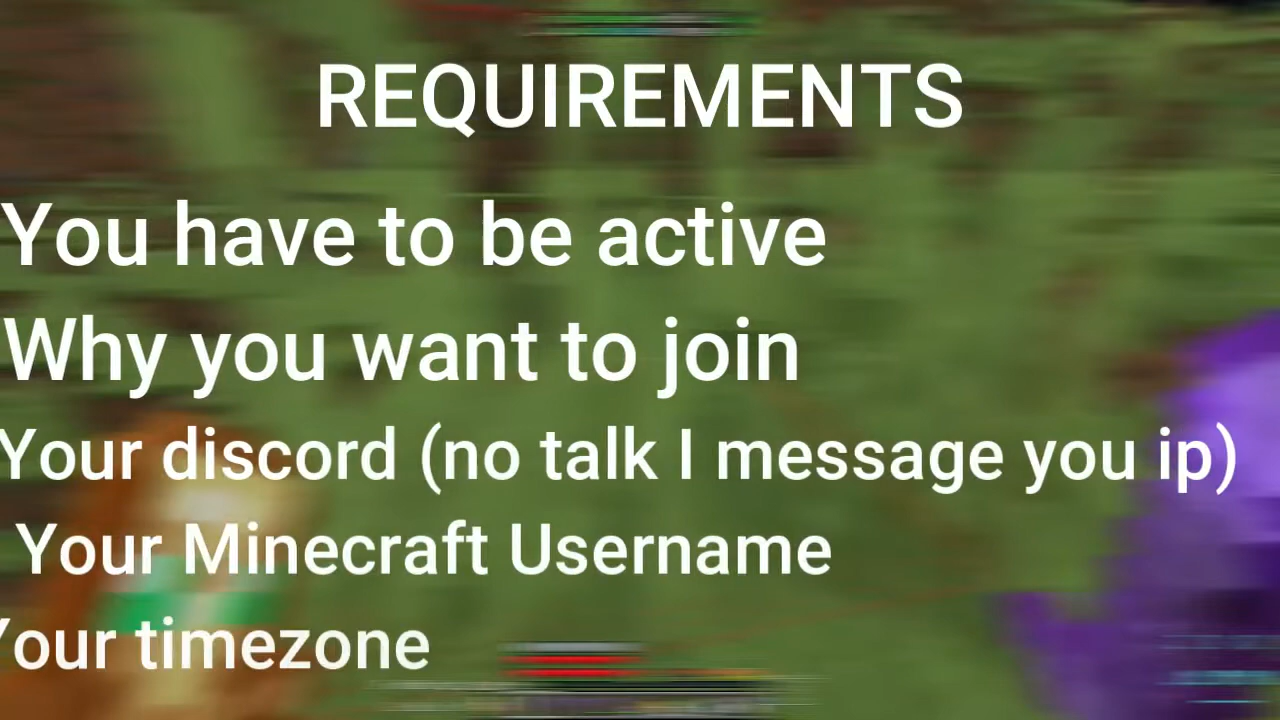 REQUIREMENTS
You have to be active
Why you want to join
Your discord (no talk I message you ip)
Your Minecraft Username
Your timezone